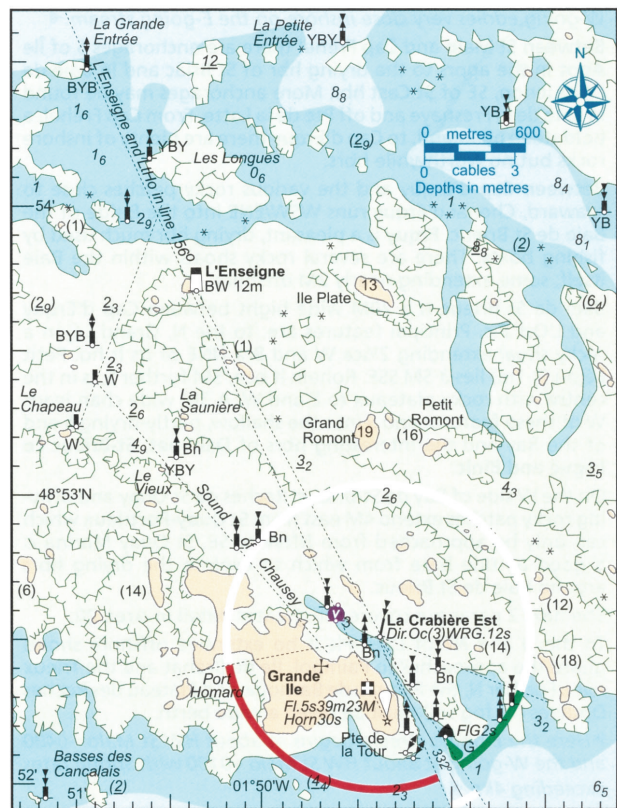 La Grande
Entrée
La Petite
Entrée
YBY
BYB
12
8₈
N
YB
0 metres 600
0 cables 3
Depths in metres
L'Enseigne and L'Ho in line 156°
1₆
1₆
YBY
Les Longues
0₆
(2₉)
1
8₄
YB
54'
1
2₉
(1)
8₈
(2)
8₁
L'Enseigne
BW 12m
Ile Plate
13
(6₄)
(2₉)
2₃
BYB
2₃
W
(1)
Le
Chapeau
W
2₆
La
Saunière
Grand
Romont
19
Petit
Romont
(16)
4₉
Bn
YBY
3₂
3₅
Le
Vieux
4₃
48°53'N
2₆
Sound of Chausey
Bn
(6)
(14)
(12)
V
3
La Crabière Est
Dir.Oc(3)WRG.12s
Bn
(14)
Bn
(18)
Port
Homard
Grande
Ile
Fl.5s39m23M
Horn30s
FlG2s
G
3₂
Pte de
la Tour
332°
1
Basses des
Cancalais
52'
51'
(2)
01°50'W
(4₄)
2₃
49'
6₅